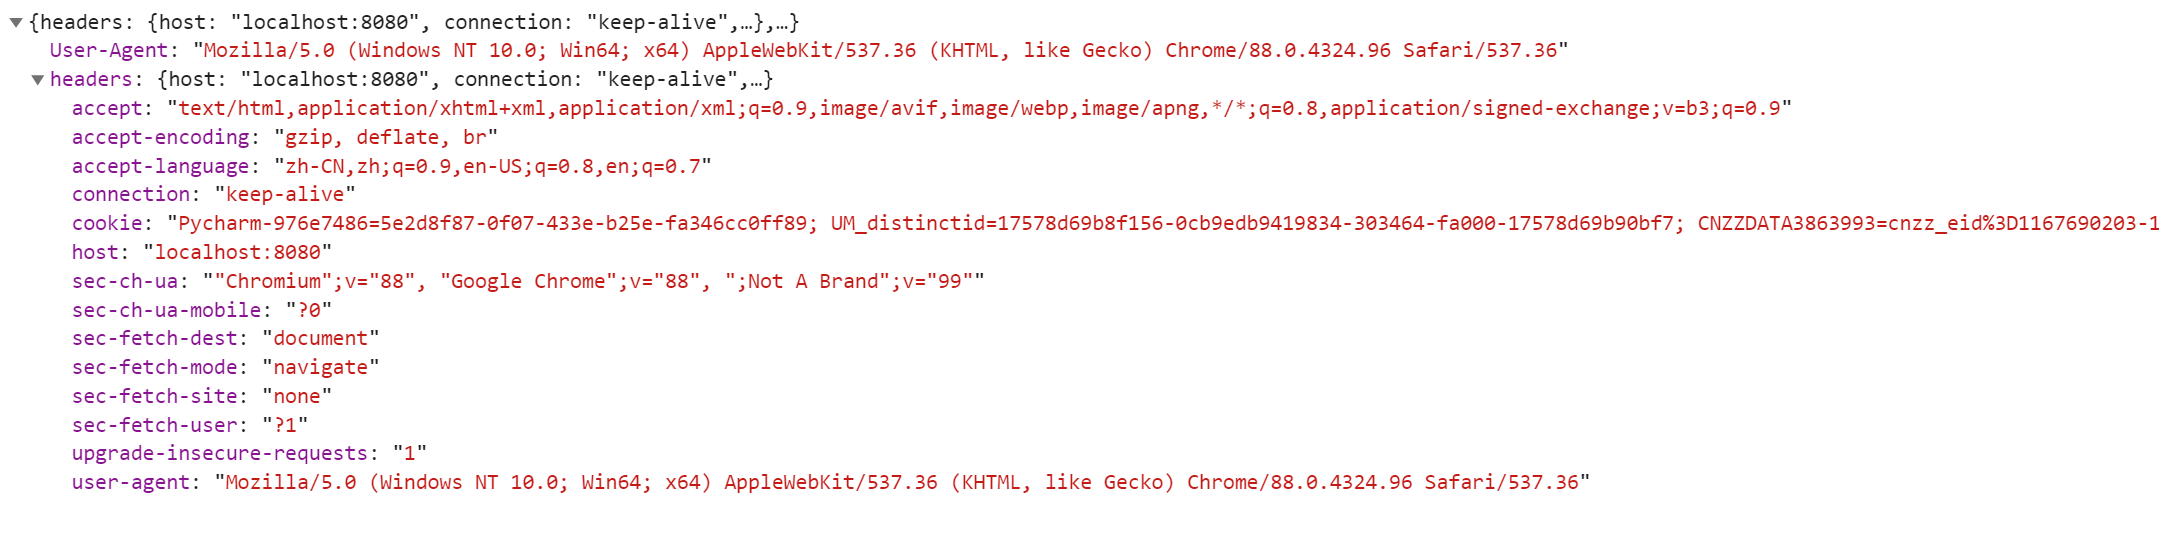 {headers: {host: "localhost:8080", connection: "keep-alive",…},…}
User-Agent: "Mozilla/5.0 (Windows NT 10.0; Win64; x64) AppleWebKit/537.36 (KHTML, like Gecko) Chrome/88.0.4324.96 Safari/537.36"
headers: {host: "localhost:8080", connection: "keep-alive",…}
accept: "text/html,application/xhtml+xml,application/xml;q=0.9,image/avif,image/webp,image/apng,*/*;q=0.8,application/signed-exchange;v=b3;q=0.9"
accept-encoding: "gzip, deflate, br"
accept-language: "zh-CN,zh;q=0.9,en-US;q=0.8,en;q=0.7"
connection: "keep-alive"
cookie: "Pycharm-976e7486=5e2d8f87-0f07-433e-b25e-fa346cc0ff89; UM_distinctid=17578d69b8f156-0cb9edb9419834-303464-fa000-17578d69b90bf7; CNZZDATA3863993=cnzz_eid%3D1167690203-1
host: "localhost:8080"
sec-ch-ua: ""Chromium";v="88", "Google Chrome";v="88", ";Not A Brand";v="99""
sec-ch-ua-mobile: "?0"
sec-fetch-dest: "document"
sec-fetch-mode: "navigate"
sec-fetch-site: "none"
sec-fetch-user: "?1"
upgrade-insecure-requests: "1"
user-agent: "Mozilla/5.0 (Windows NT 10.0; Win64; x64) AppleWebKit/537.36 (KHTML, like Gecko) Chrome/88.0.4324.96 Safari/537.36"